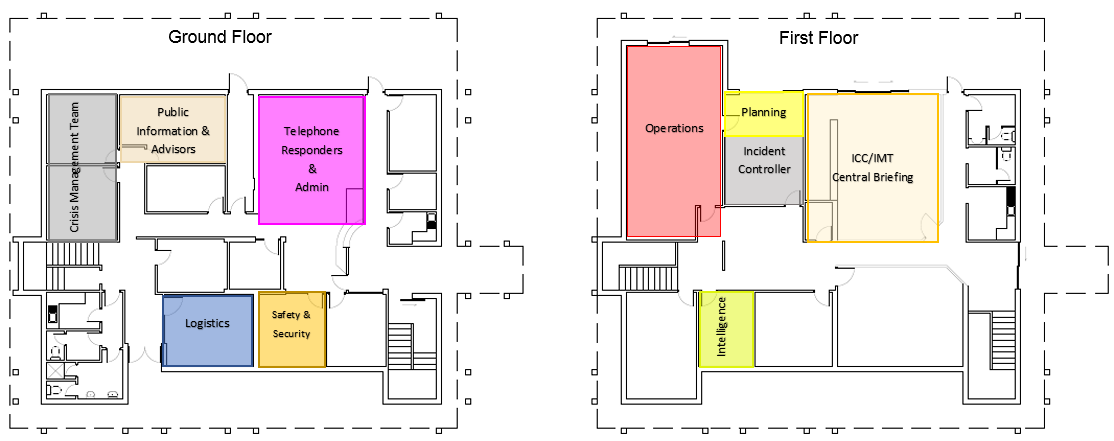 Ground Floor
Crisis Management Team
Public
Information &
Advisors
Telephone
Responders
&
Admin
Logistics
Safety &
Security
First Floor
Operations
Planning
Incident
Controller
ICC/IMT
Central Briefing
Intelligence